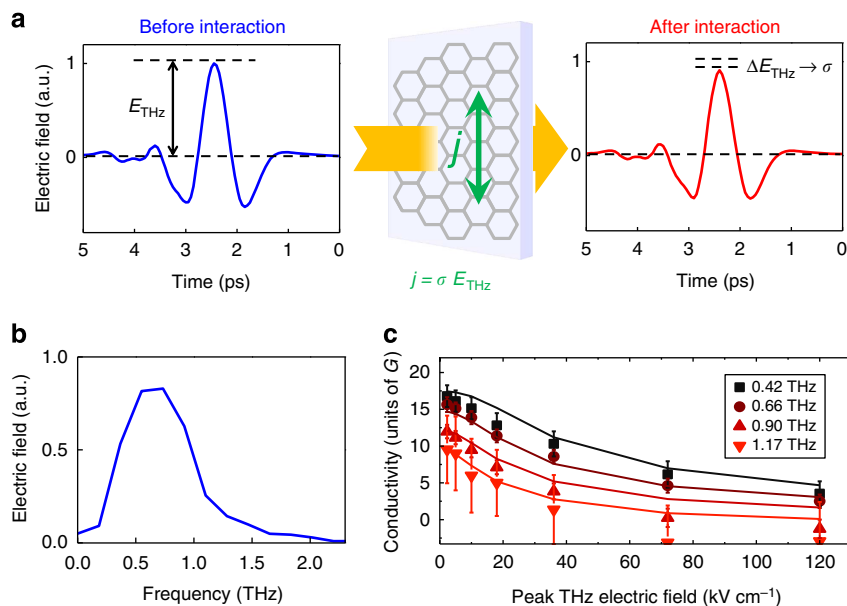 a
Before interaction
After interaction
Electric field (a.u.)
1
0
E_THz
5 4 3 2 1 0
Time (ps)
j
j = σ E_THz
1
0
ΔE_THz → σ
5 4 3 2 1 0
Time (ps)
b
Electric field (a.u.)
1.0
0.5
0.0
0.0 0.5 1.0 1.5 2.0
Frequency (THz)
c
Conductivity (units of G)
25
20
17.5
15
10
5
0
0 20 40 60 80 100 120
Peak THz electric field (kV cm⁻¹)
0.42 THz
0.66 THz
0.90 THz
1.17 THz